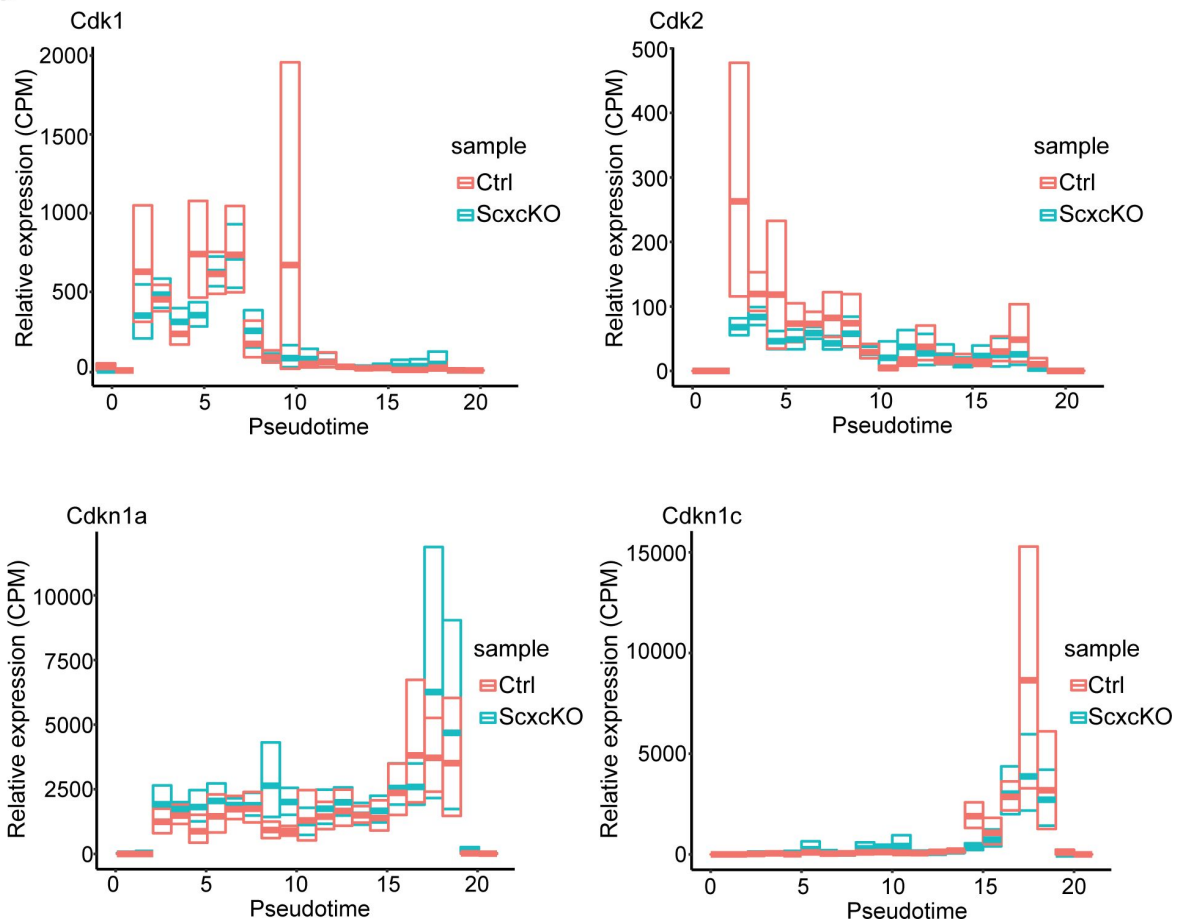 Cdk1
Relative expression (CPM)
2000
1500
1000
500
0
0 5 10 15 20
Pseudotime
sample
Ctrl
ScxcKO
Cdk2
Relative expression (CPM)
500
400
300
200
100
0
0 5 10 15 20
Pseudotime
sample
Ctrl
ScxcKO
Cdkn1a
Relative expression (CPM)
10000
7500
5000
2500
0
0 5 10 15 20
Pseudotime
sample
Ctrl
ScxcKO
Cdkn1c
Relative expression (CPM)
15000
10000
5000
0
0 5 10 15 20
Pseudotime
sample
Ctrl
ScxcKO